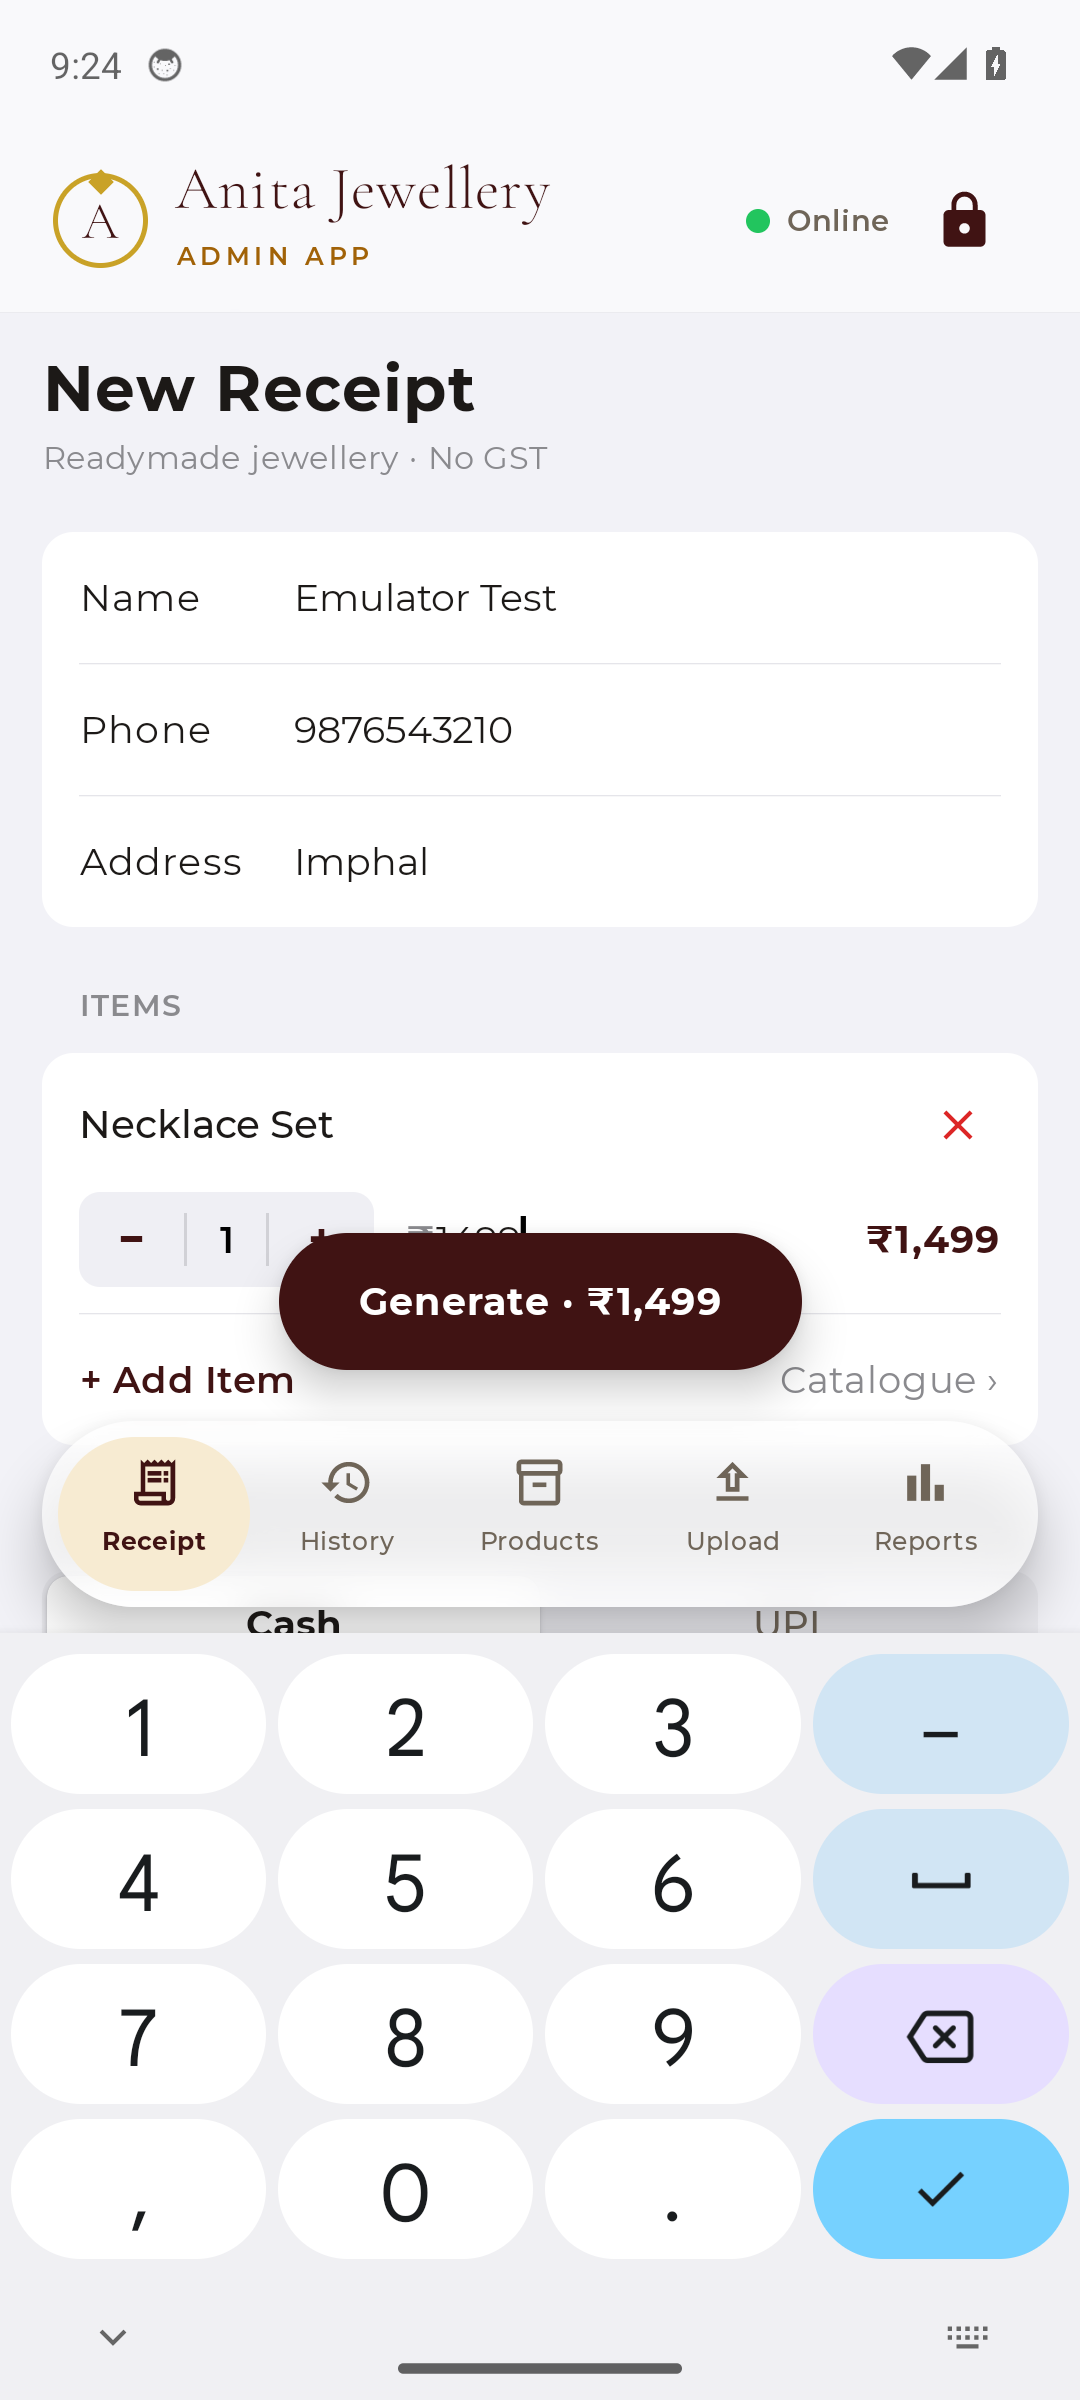 9:24
A
Anita Jewellery
ADMIN APP
Online
New Receipt
Readymade jewellery · No GST
Name Emulator Test
Phone 9876543210
Address Imphal
ITEMS
Necklace Set
− 1 + ₹1,499
Generate · ₹1,499
+ Add Item Catalogue ›
Receipt History Products Upload Reports
Cash UPI
1 2 3 –
4 5 6
7 8 9
, 0 .